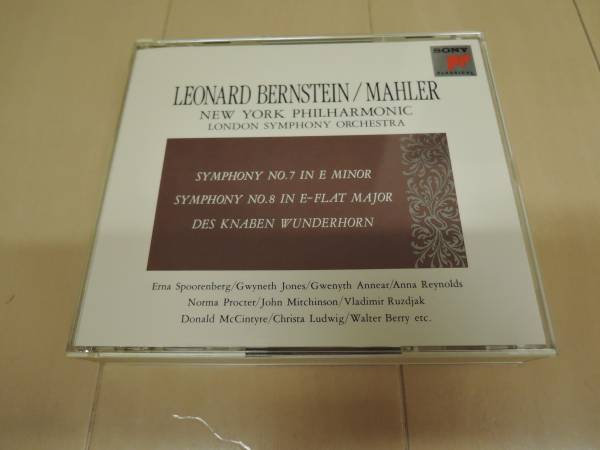 SONY
CLASSICAL
LEONARD BERNSTEIN/MAHLER
NEW YORK PHILHARMONIC
LONDON SYMPHONY ORCHESTRA
SYMPHONY NO.7 IN E MINOR
SYMPHONY NO.8 IN E-FLAT MAJOR
DES KNABEN WUNDERHORN
Erna Spoorenberg/Gwyneth Jones/Gwenyth Annear/Anna Reynolds
Norma Procter/John Mitchinson/Vladimir Ruzdjak
Donald McCintyre/Christa Ludwig/Walter Berry etc.